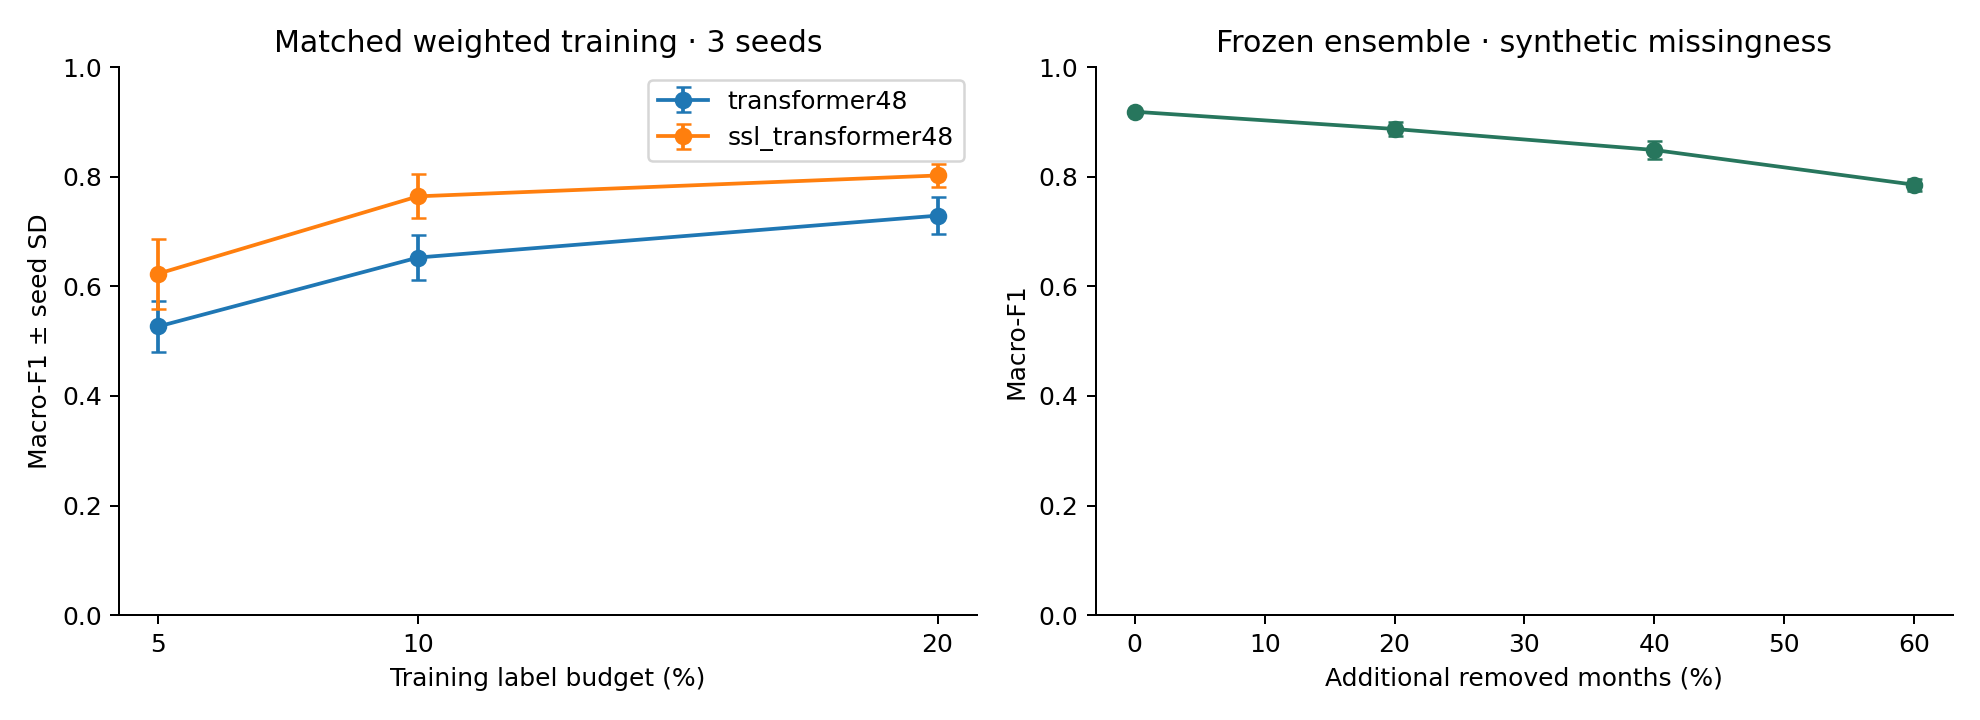 Matched weighted training · 3 seeds
Macro-F1 ± seed SD
1.0
0.8
0.6
0.4
0.2
0.0
transformer48
ssl_transformer48
5
10
20
Training label budget (%)
Frozen ensemble · synthetic missingness
Macro-F1
1.0
0.8
0.6
0.4
0.2
0.0
0
10
20
30
40
50
60
Additional removed months (%)